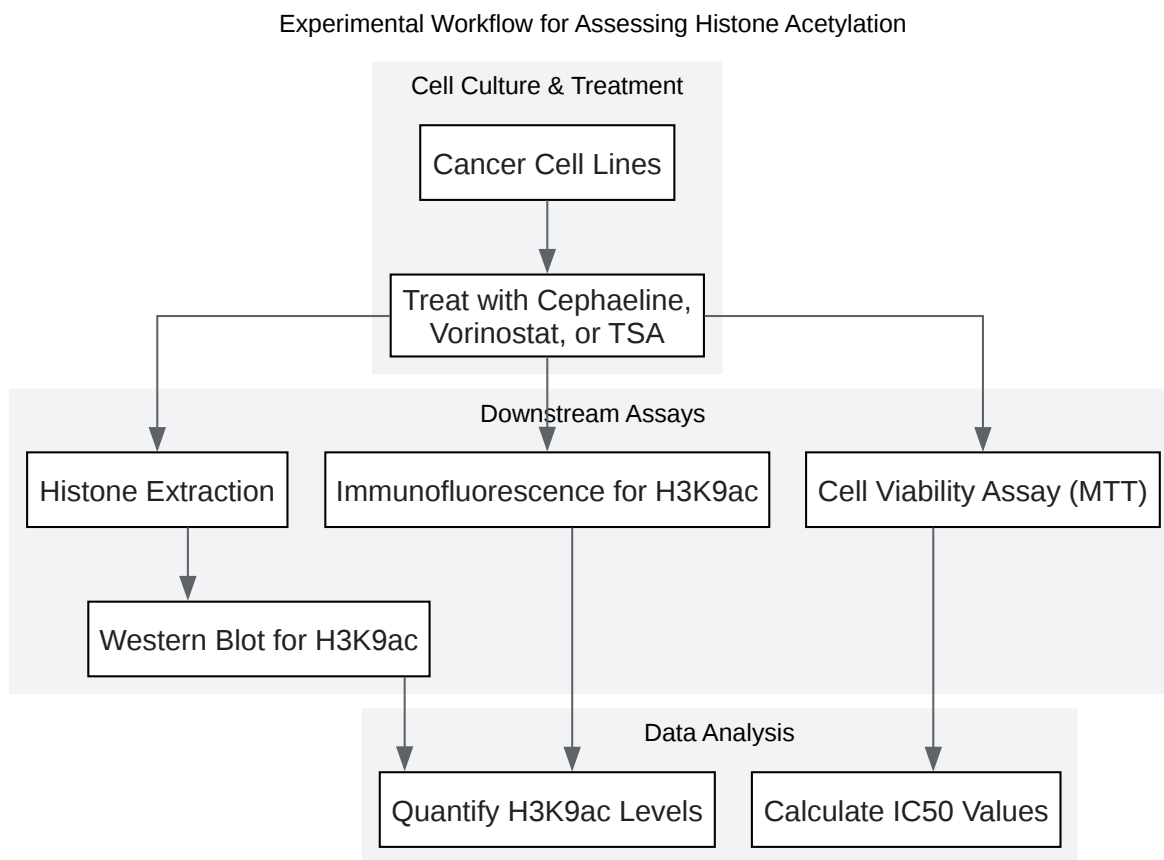 Experimental Workflow for Assessing Histone Acetylation
Cell Culture & Treatment
Cancer Cell Lines
Treat with Cephaeline,
Vorinostat, or TSA
Downstream Assays
Histone Extraction
Immunofluorescence for H3K9ac
Cell Viability Assay (MTT)
Western Blot for H3K9ac
Data Analysis
Quantify H3K9ac Levels
Calculate IC50 Values